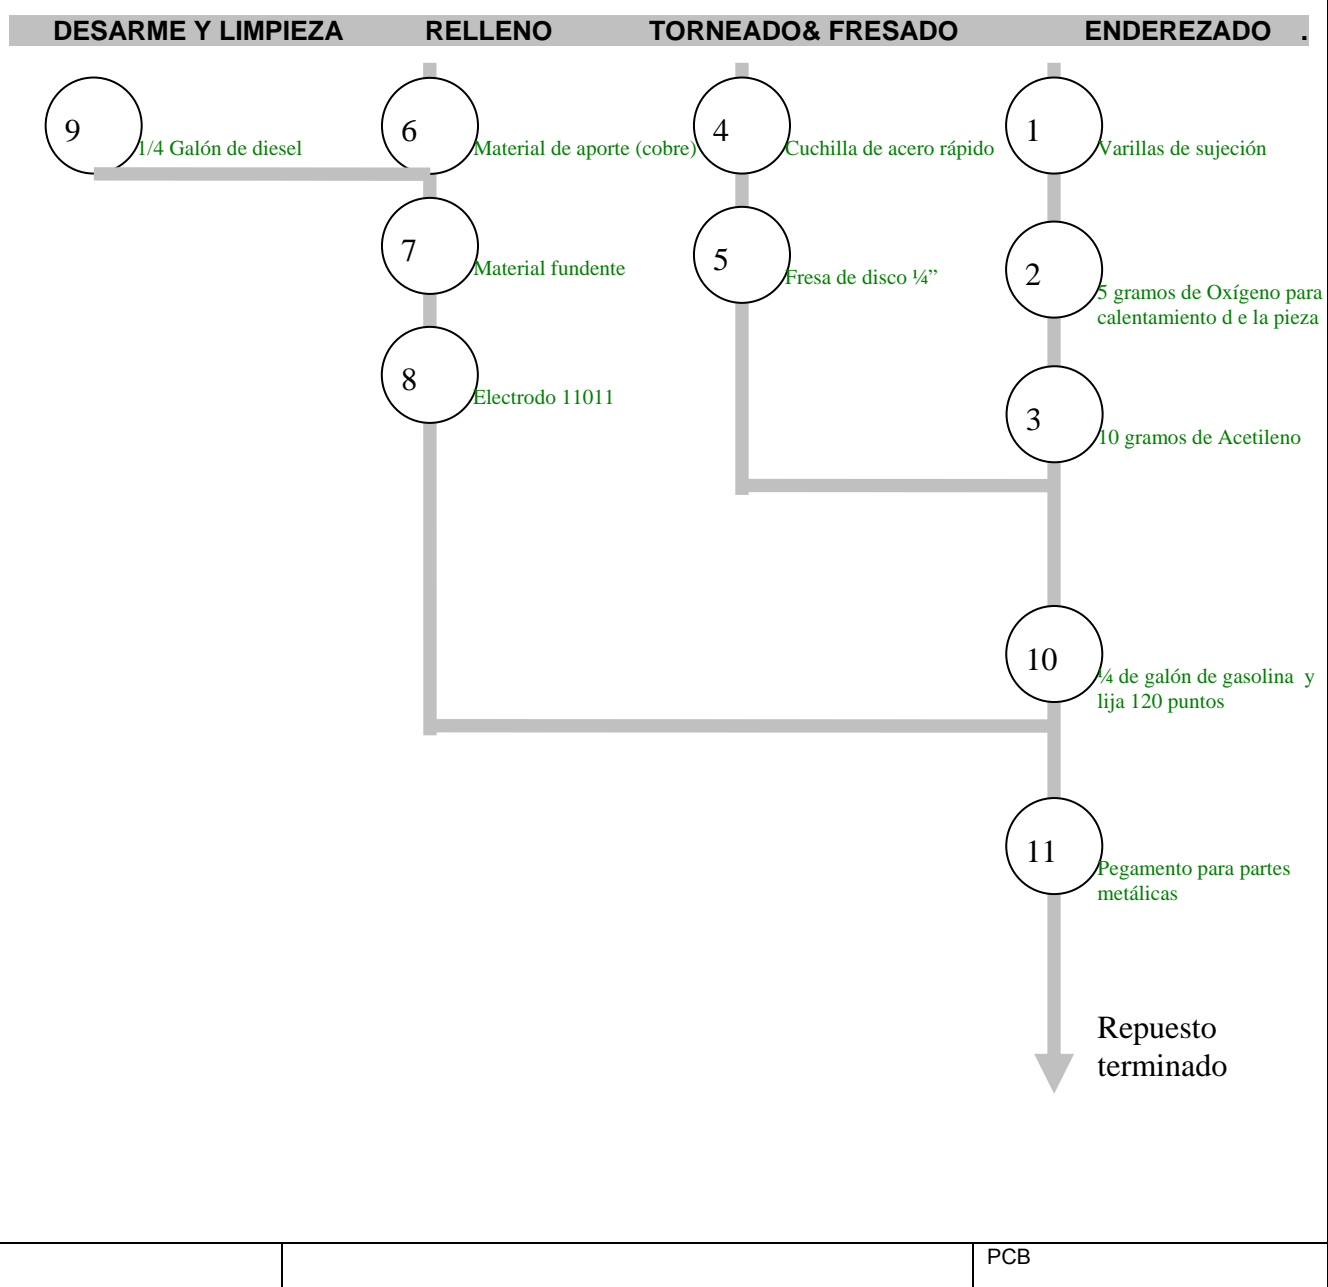 DESARME Y LIMPIEZA RELLENO TORNEADO& FRESADO ENDEREZADO .
9
1/4 Galón de diesel
6
Material de aporte (cobre)
4
Cuchilla de acero rápido
1
Varillas de sujeción
7
Material fundente
5
Fresa de disco ¼”
2
5 gramos de Oxígeno para
calentamiento d e la pieza
8
Electrodo 11011
3
10 gramos de Acetileno
10
¼ de galón de gasolina y
lija 120 puntos
11
Pegamento para partes
metálicas
Repuesto
terminado
PCB